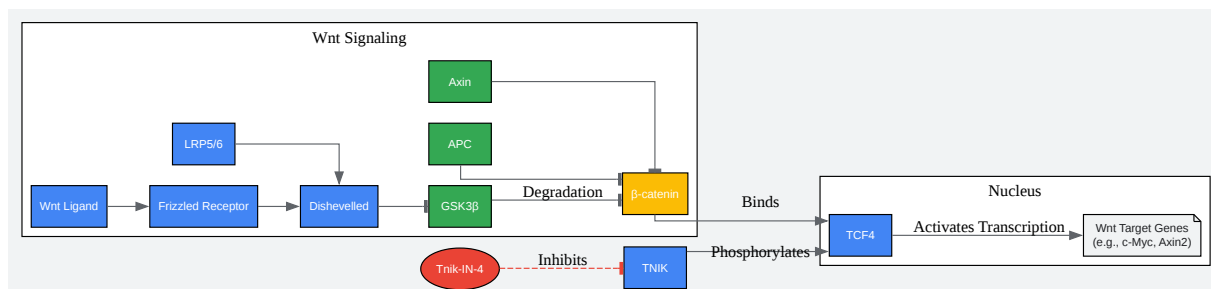 Wnt Signaling
Nucleus
Axin
APC
LRP5/6
Wnt Ligand
Frizzled Receptor
Dishevelled
GSK3β
Degradation
β-catenin
Binds
TCF4
Activates Transcription
Wnt Target Genes
(e.g., c-Myc, Axin2)
Tnik-IN-4
Inhibits
TNIK
Phosphorylates